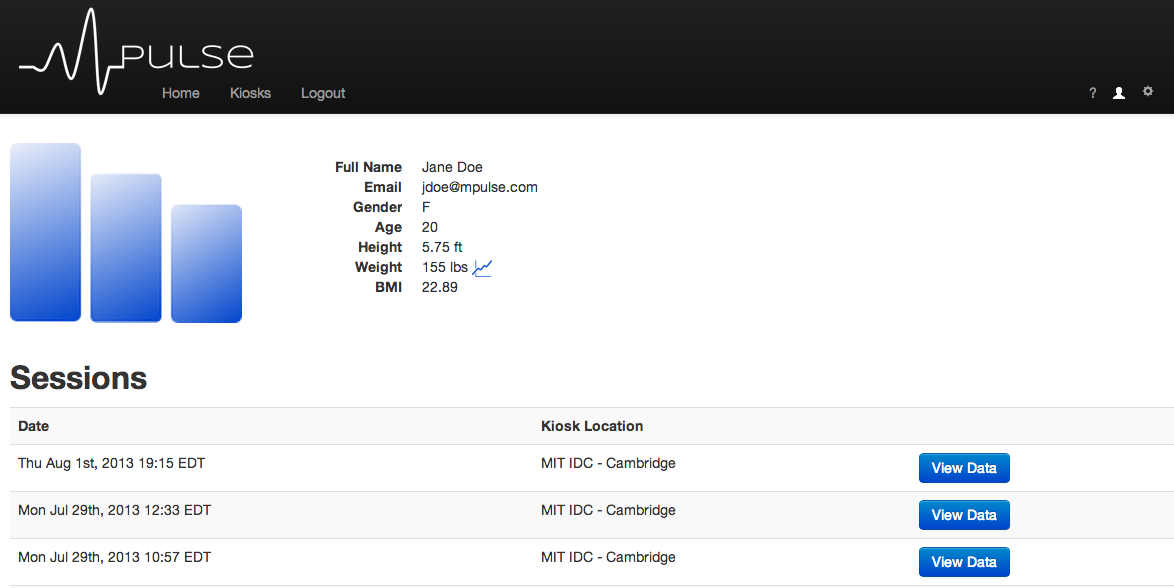 Mpulse
Home Kiosks Logout ?
Full Name Jane Doe
Email jdoe@mpulse.com
Gender F
Age 20
Height 5.75 ft
Weight 155 lbs
BMI 22.89
Sessions
Date Kiosk Location
Thu Aug 1st, 2013 19:15 EDT MIT IDC - Cambridge View Data
Mon Jul 29th, 2013 12:33 EDT MIT IDC - Cambridge View Data
Mon Jul 29th, 2013 10:57 EDT MIT IDC - Cambridge View Data